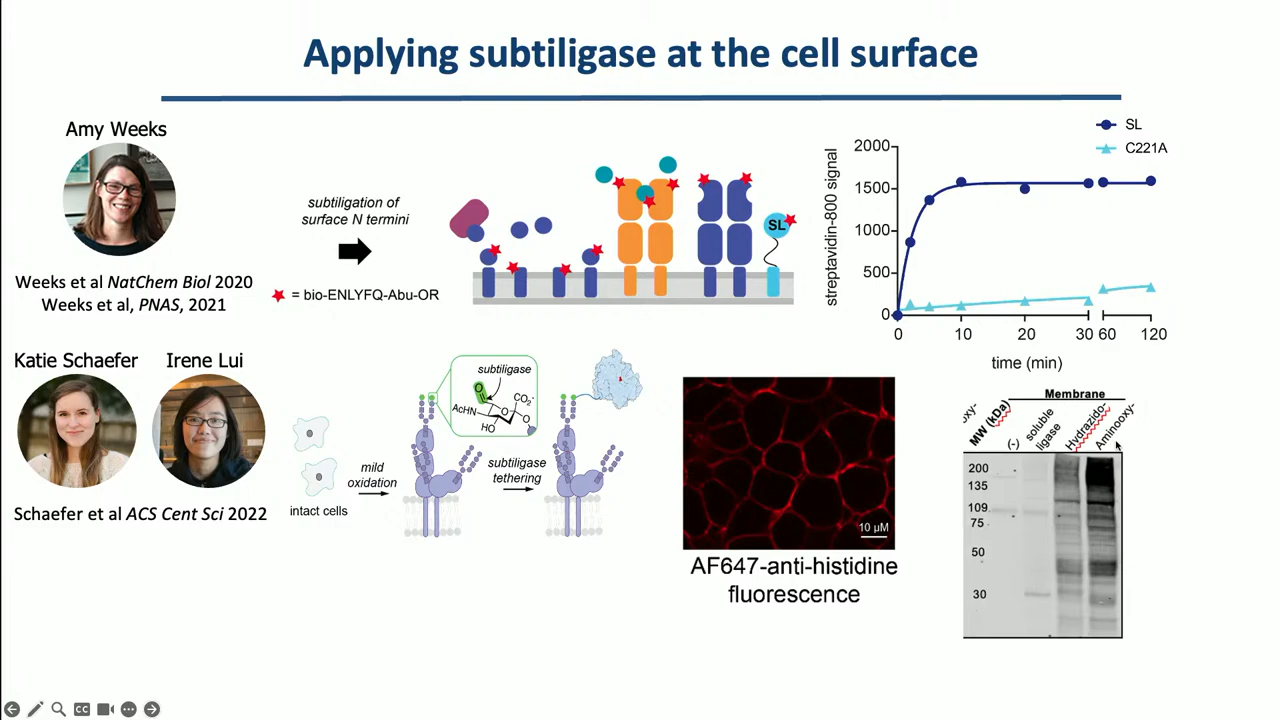 Applying subtiligase at the cell surface
Amy Weeks
Weeks et al NatChem Biol 2020
Weeks et al, PNAS, 2021
subtiligation of
surface N termini
= bio-ENLYFQ-Abu-OR
SL
SL
C221A
streptavidin-800 signal
2000
1500
1000
500
0
0
10
20
30
60
120
time (min)
Katie Schaefer
Irene Lui
Schaefer et al ACS Cent Sci 2022
intact cells
mild
oxidation
subtiligase
O
CO2-
AcHN
O
HO
O
subtiligase
tethering
10 µM
AF647-anti-histidine
fluorescence
Membrane
oxy-
MW (kDa)
(-)
soluble
ligase
Hydrazido-
Aminooxy-
200
135
109
75
50
30
CC